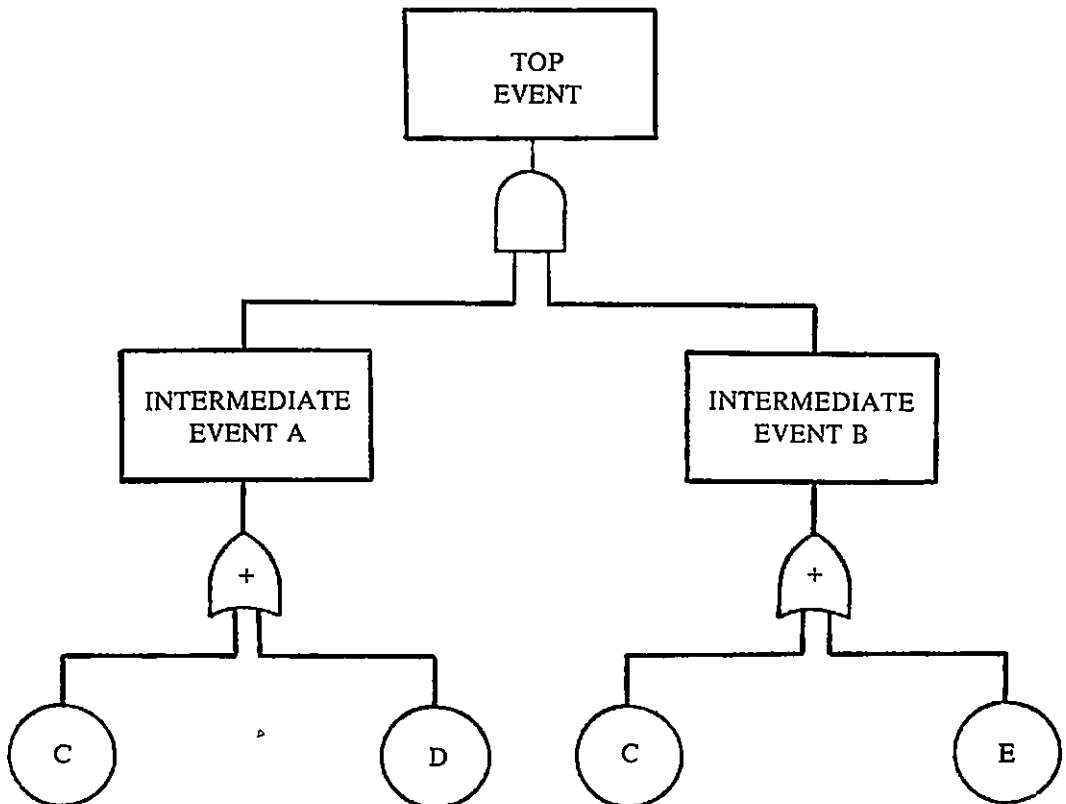 TOP
EVENT
INTERMEDIATE
EVENT A
INTERMEDIATE
EVENT B
+
+
C
D
C
E